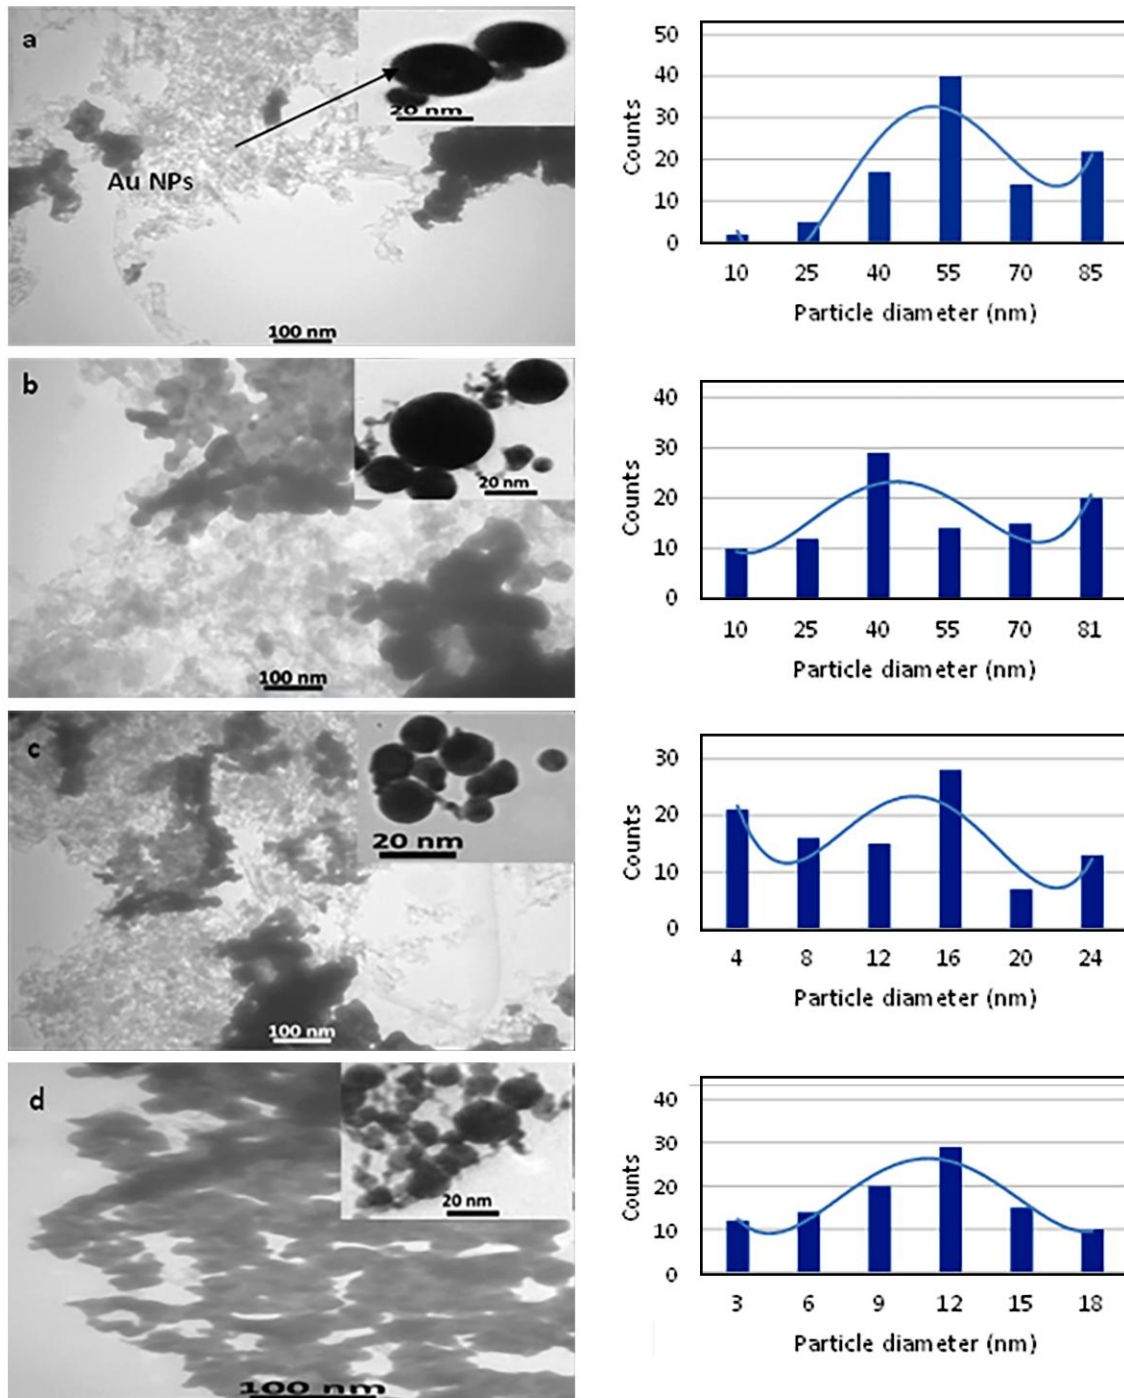 a
Au NPs
20 nm
100 nm
50
40
30
20
10
0
Counts
10 25 40 55 70 85
Particle diameter (nm)
b
20 nm
100 nm
40
30
20
10
0
Counts
10 25 40 55 70 81
Particle diameter (nm)
c
20 nm
100 nm
30
20
10
0
Counts
4 8 12 16 20 24
Particle diameter (nm)
d
20 nm
100 nm
40
30
20
10
0
Counts
3 6 9 12 15 18
Particle diameter (nm)